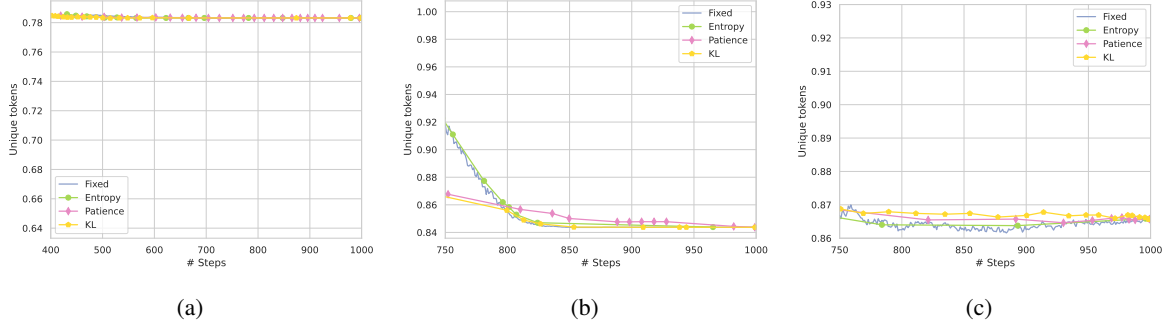 0.78
0.76
0.74
0.72
0.70
0.68
0.66
0.64
Unique tokens
Fixed
Entropy
Patience
KL
400 500 600 700 800 900 1000
# Steps
(a)
1.00
0.98
0.96
0.94
0.92
0.90
0.88
0.86
0.84
Unique tokens
Fixed
Entropy
Patience
KL
750 800 850 900 950 1000
# Steps
(b)
0.93
0.92
0.91
0.90
0.89
0.88
0.87
0.86
Unique tokens
Fixed
Entropy
Patience
KL
750 800 850 900 950 1000
# Steps
(c)